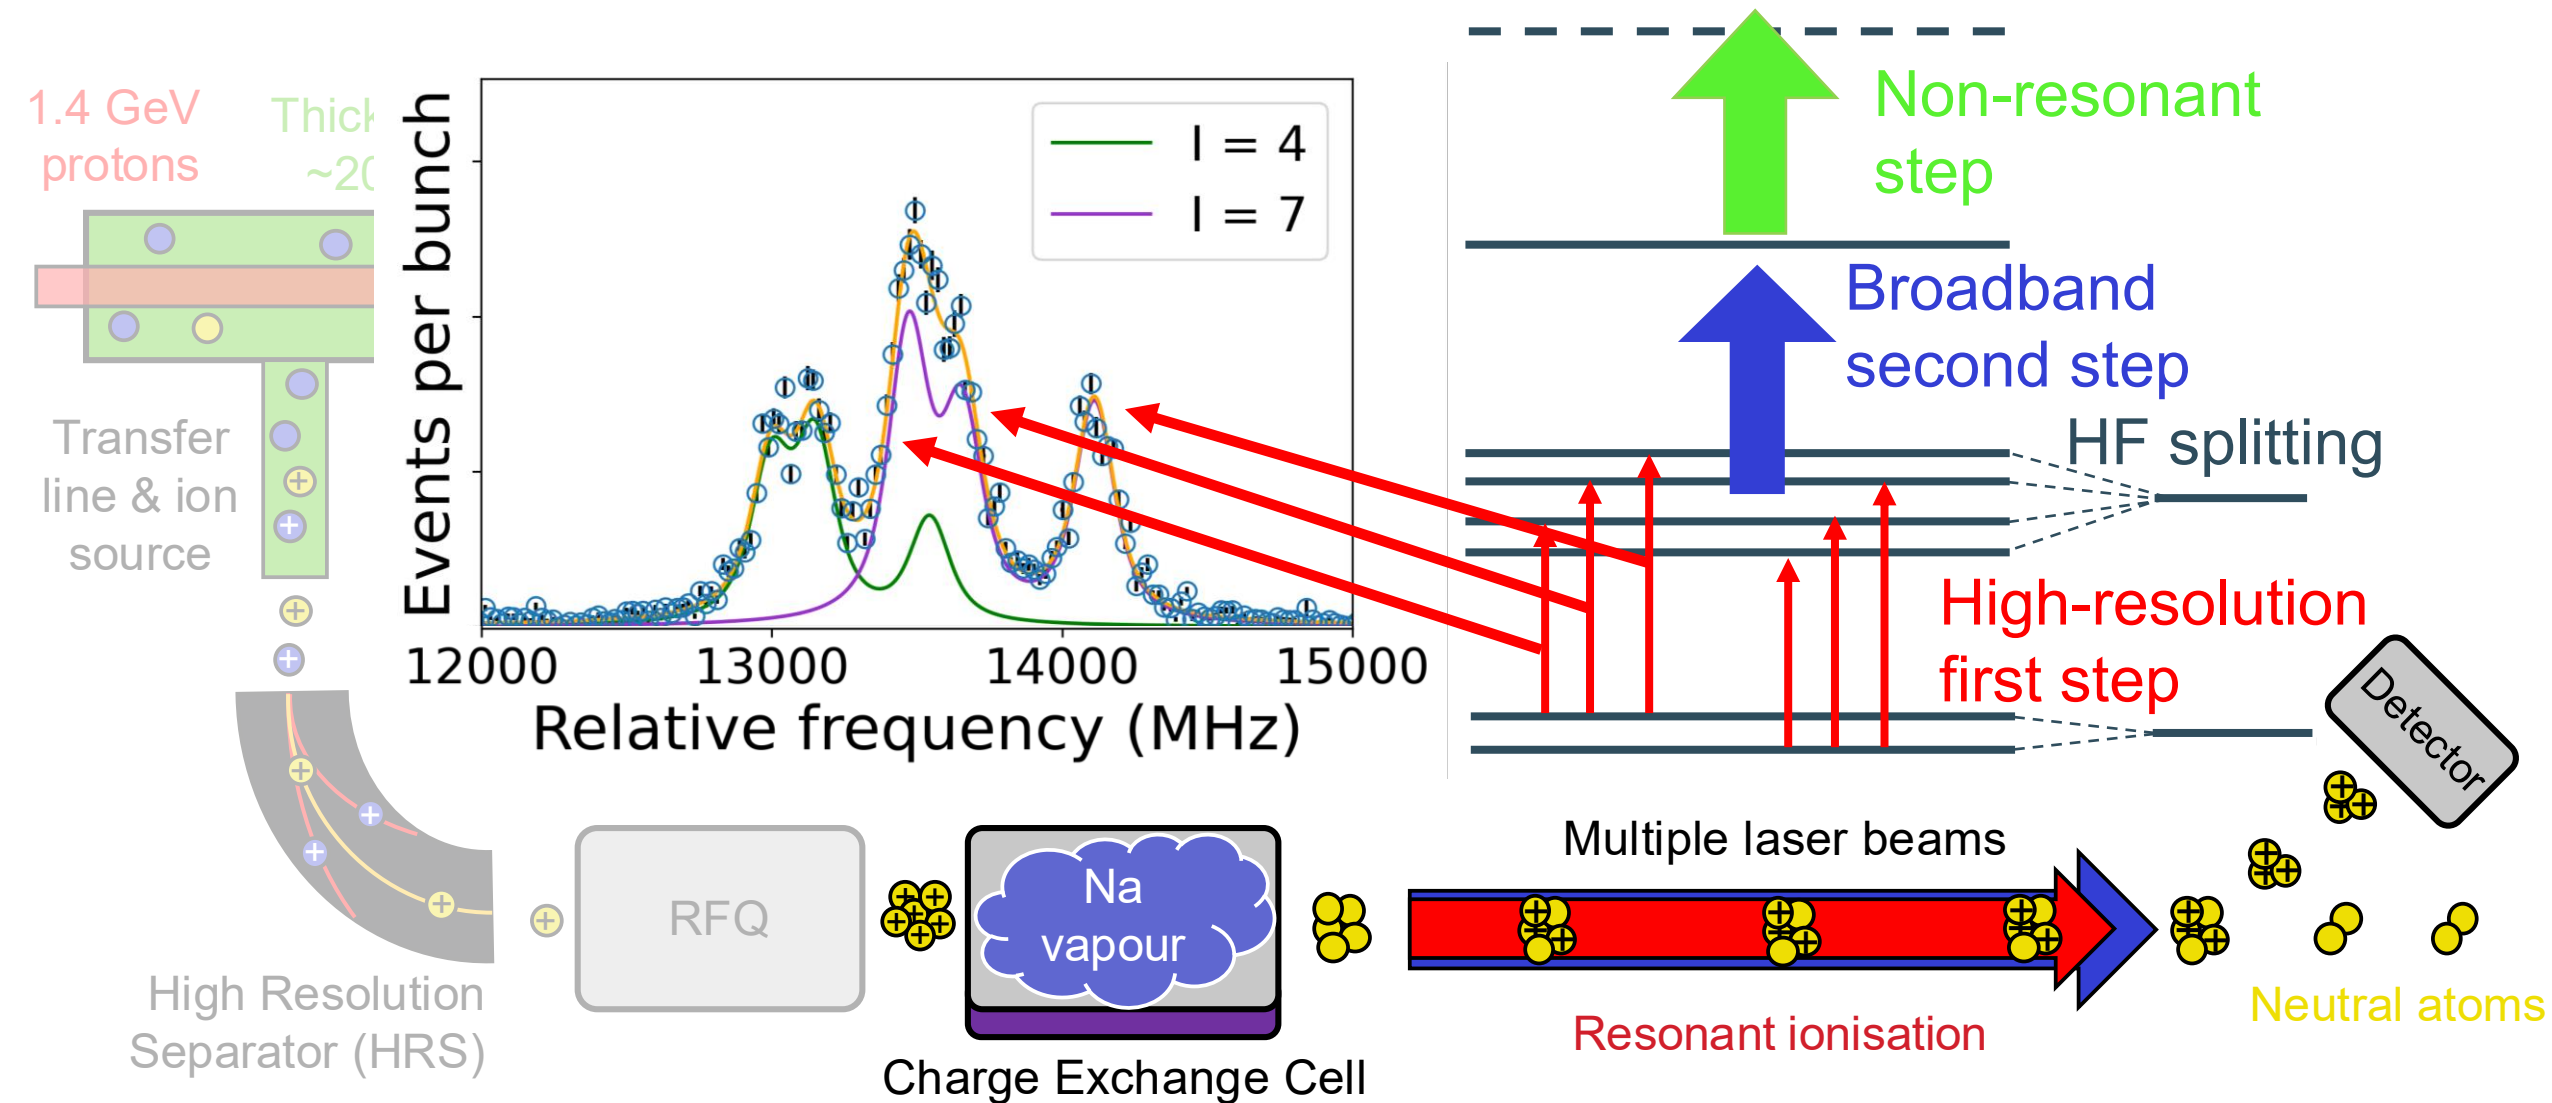 1.4 GeV
protons
Thick
~20
Transfer
line & ion
source
High Resolution
Separator (HRS)
RFQ
Events per bunch
I = 4
I = 7
12000
13000
14000
15000
Relative frequency (MHz)
Non-resonant
step
Broadband
second step
HF splitting
High-resolution
first step
Detector
Na
vapour
Charge Exchange Cell
Multiple laser beams
Resonant ionisation
Neutral atoms